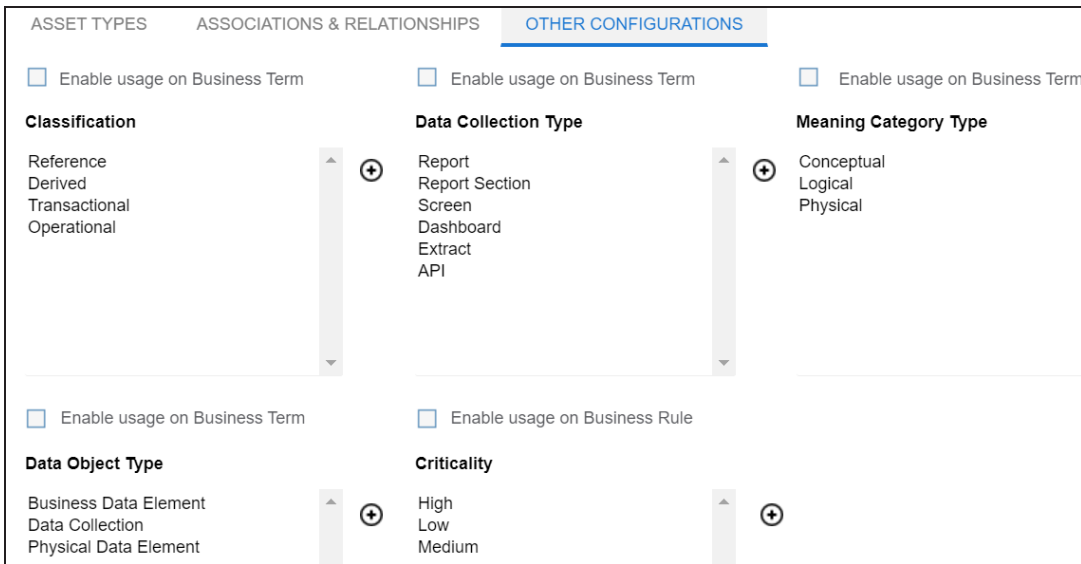 ASSET TYPES ASSOCIATIONS & RELATIONSHIPS OTHER CONFIGURATIONS
Enable usage on Business Term Enable usage on Business Term Enable usage on Business Term
Classification Data Collection Type Meaning Category Type
Reference Report Conceptual
Derived Report Section Logical
Transactional Screen Physical
Operational Dashboard
Extract
API
Enable usage on Business Term Enable usage on Business Rule
Data Object Type Criticality
Business Data Element High
Data Collection Low
Physical Data Element Medium